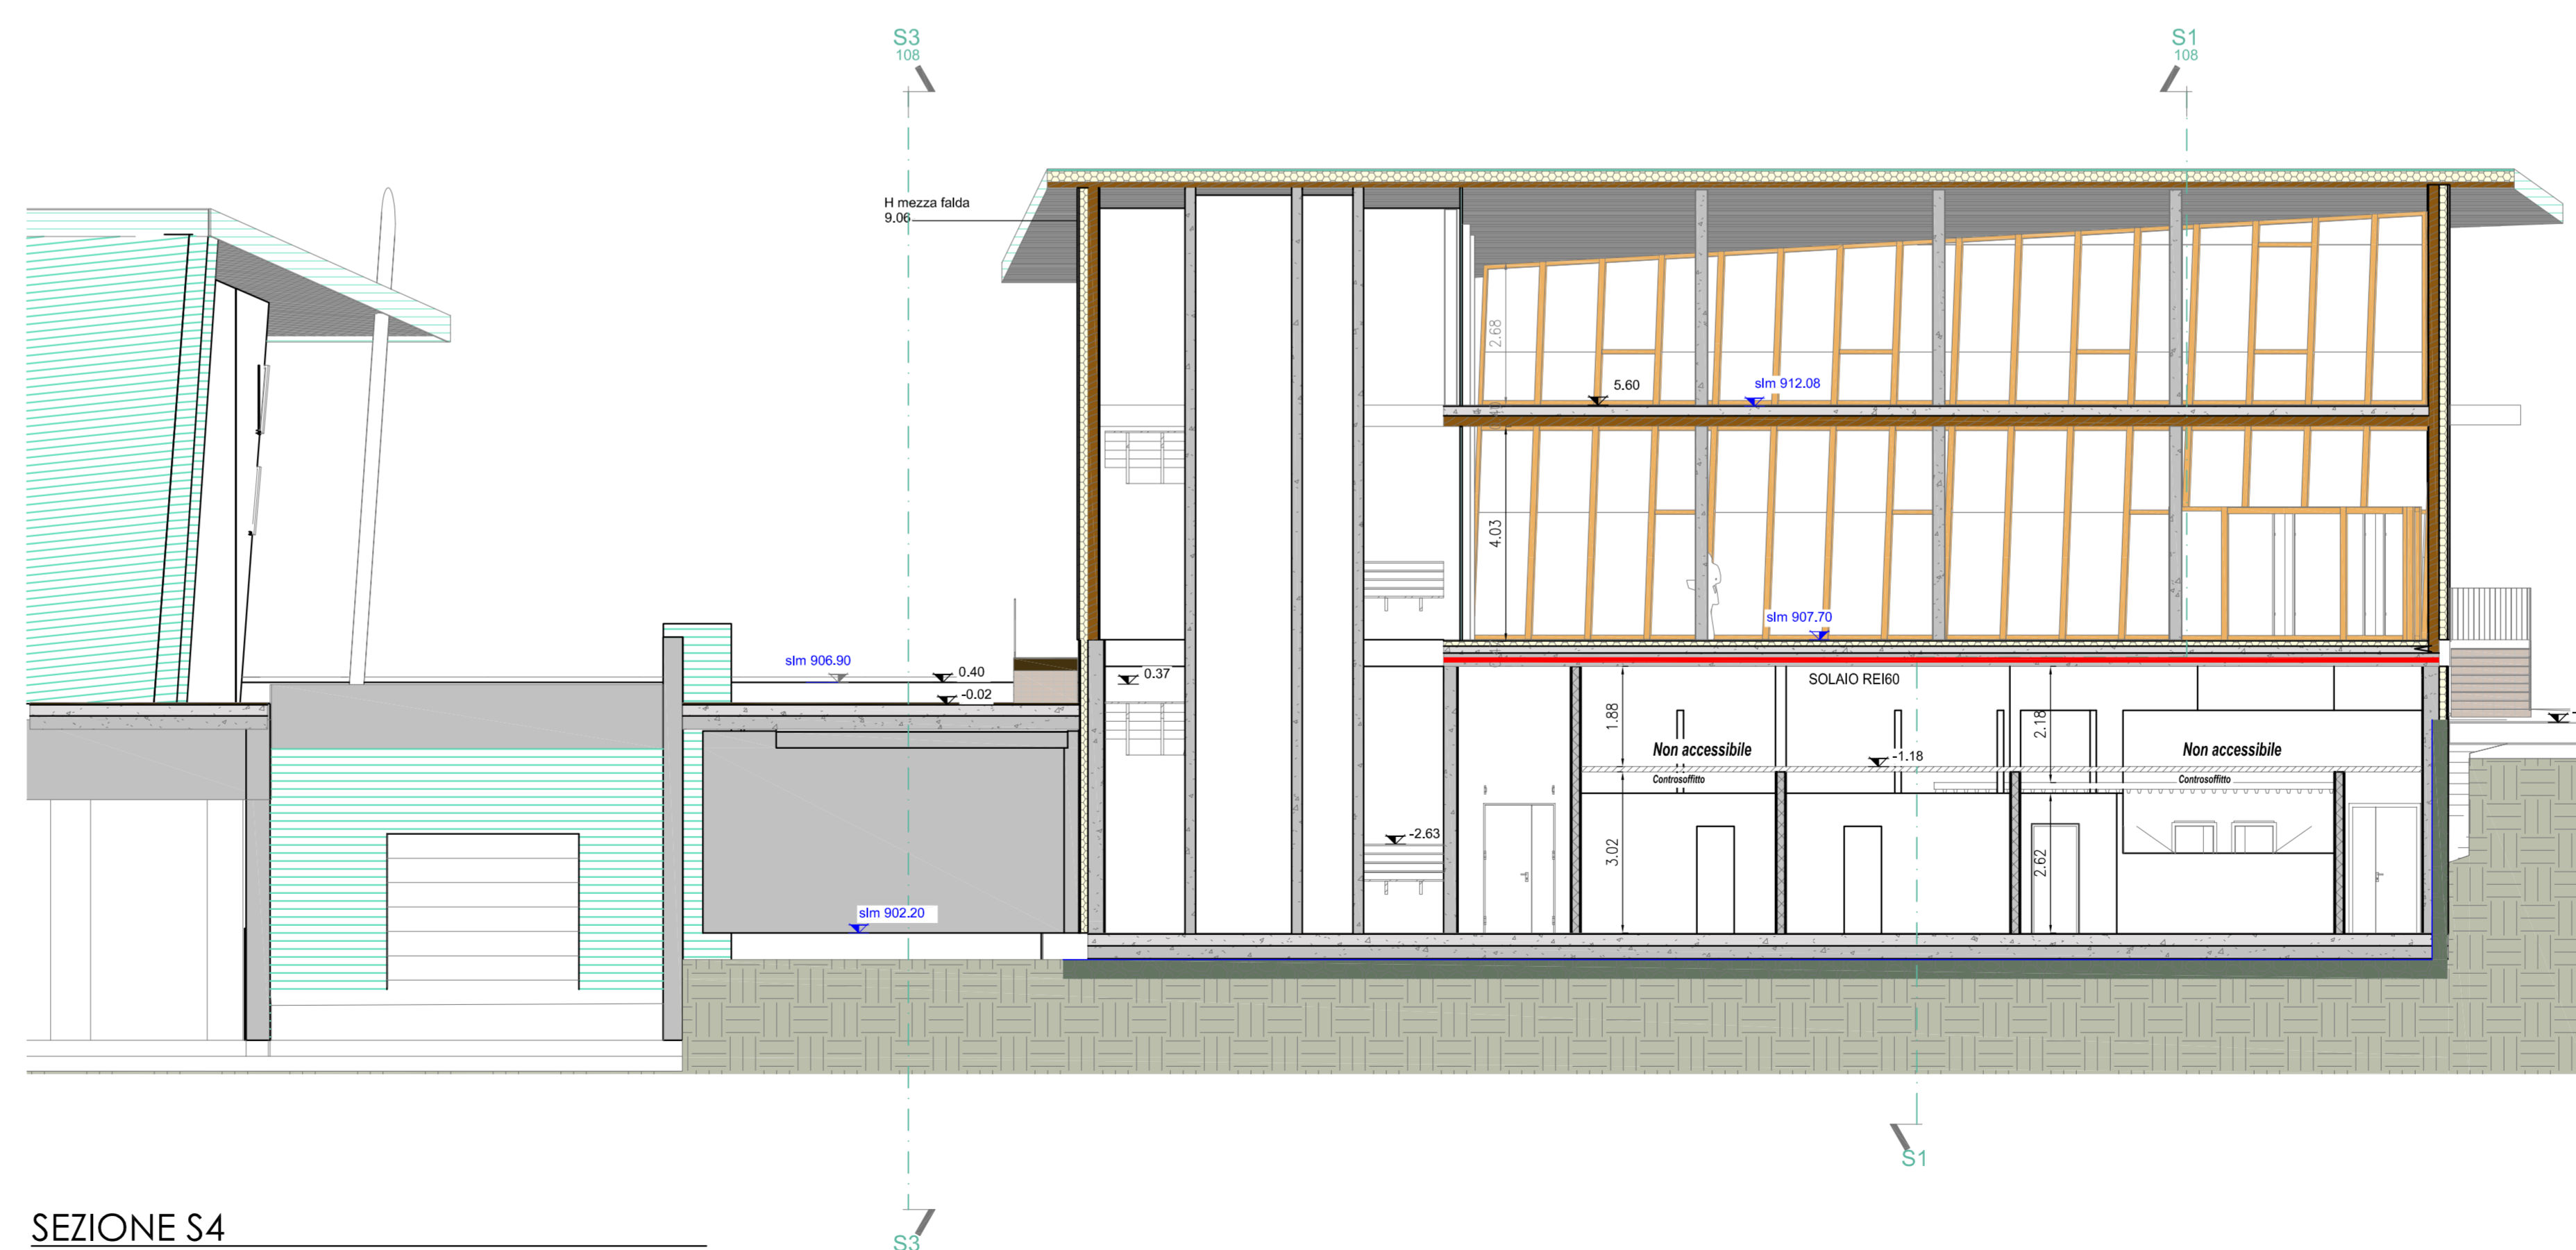 S3
108
S1
108
H mezza falda
9.06
2.68
5.60
slm 912.08
4.03
slm 907.70
slm 906.90
0.40
-0.02
0.37
SOLAIO REI60
1.88
2.18
Non accessibile
-1.18
Non accessibile
Controsoffitto
Controsoffitto
-2.63
3.02
2.62
slm 902.20
S1
SEZIONE S4
S3